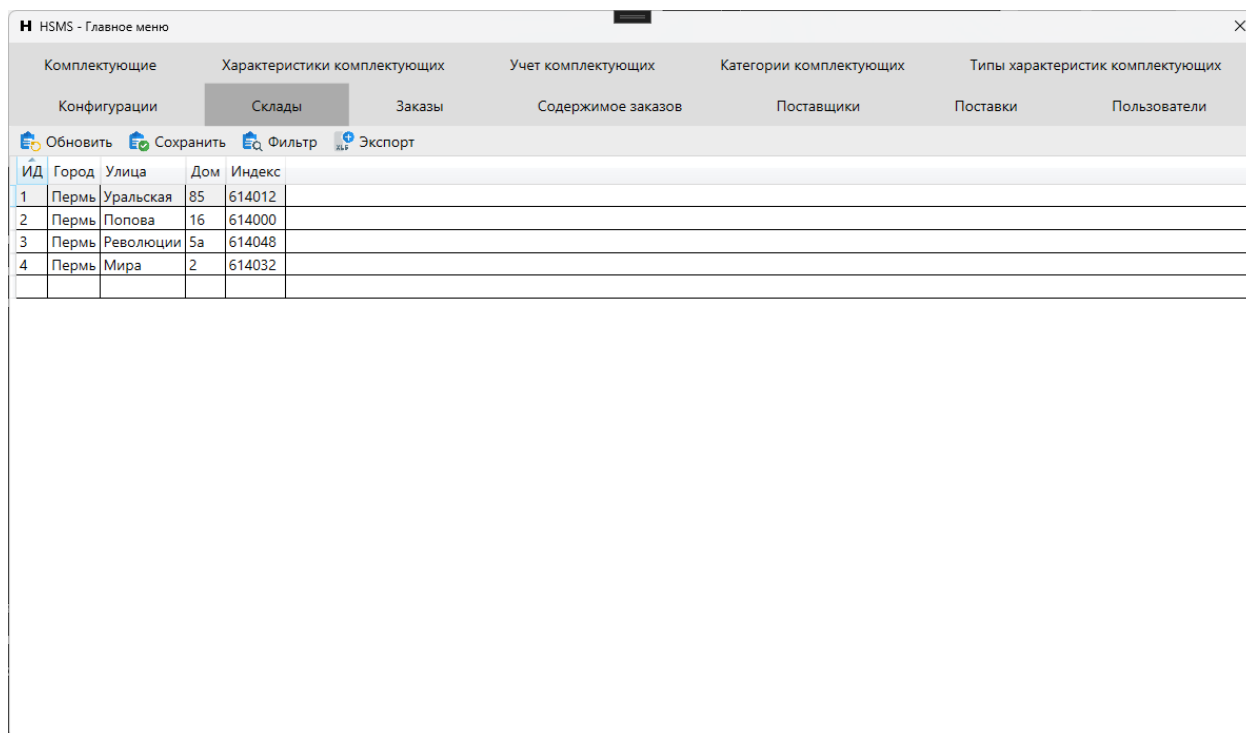 H HSMS - Главное меню
Комплектующие Характеристики комплектующих Учет комплектующих Категории комплектующих Типы характеристик комплектующих
Конфигурации Склады Заказы Содержимое заказов Поставщики Поставки Пользователи
Обновить Сохранить Фильтр XLF Экспорт
ИД Город Улица Дом Индекс
1 Пермь Уральская 85 614012
2 Пермь Попова 16 614000
3 Пермь Революции 5а 614048
4 Пермь Мира 2 614032